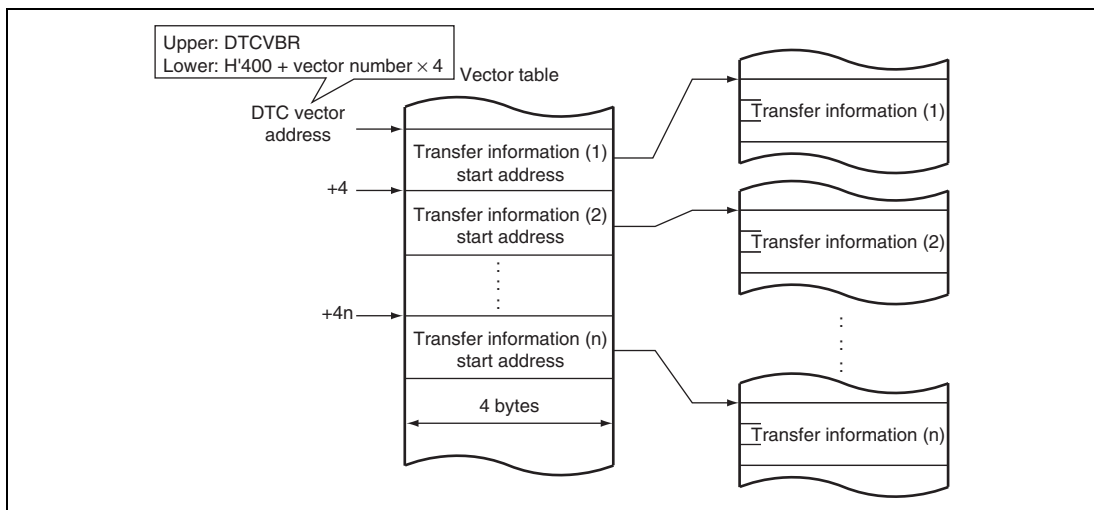 Upper: DTCVBR
Lower: H'400 + vector number × 4
Vector table
DTC vector
address
Transfer information (1)
start address
+4
Transfer information (2)
start address
+4n
Transfer information (n)
start address
4 bytes
Transfer information (1)
Transfer information (2)
Transfer information (n)